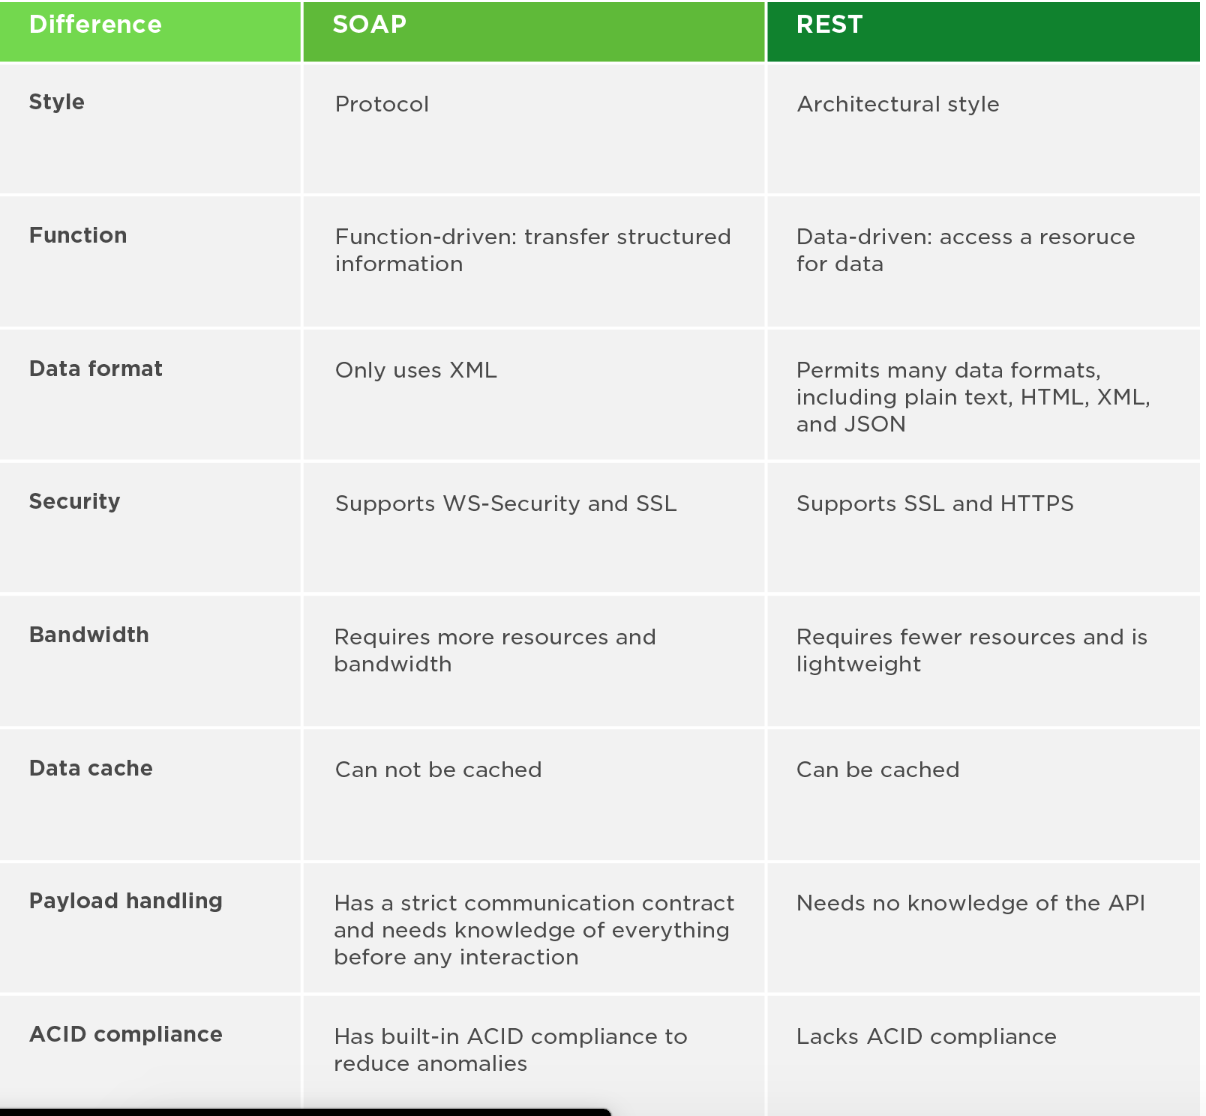 Difference SOAP REST
Style Protocol Architectural style
Function Function-driven: transfer structured Data-driven: access a resoruce
information for data
Data format Only uses XML Permits many data formats,
including plain text, HTML, XML,
and JSON
Security Supports WS-Security and SSL Supports SSL and HTTPS
Bandwidth Requires more resources and Requires fewer resources and is
bandwidth lightweight
Data cache Can not be cached Can be cached
Payload handling Has a strict communication contract Needs no knowledge of the API
and needs knowledge of everything
before any interaction
ACID compliance Has built-in ACID compliance to Lacks ACID compliance
reduce anomalies